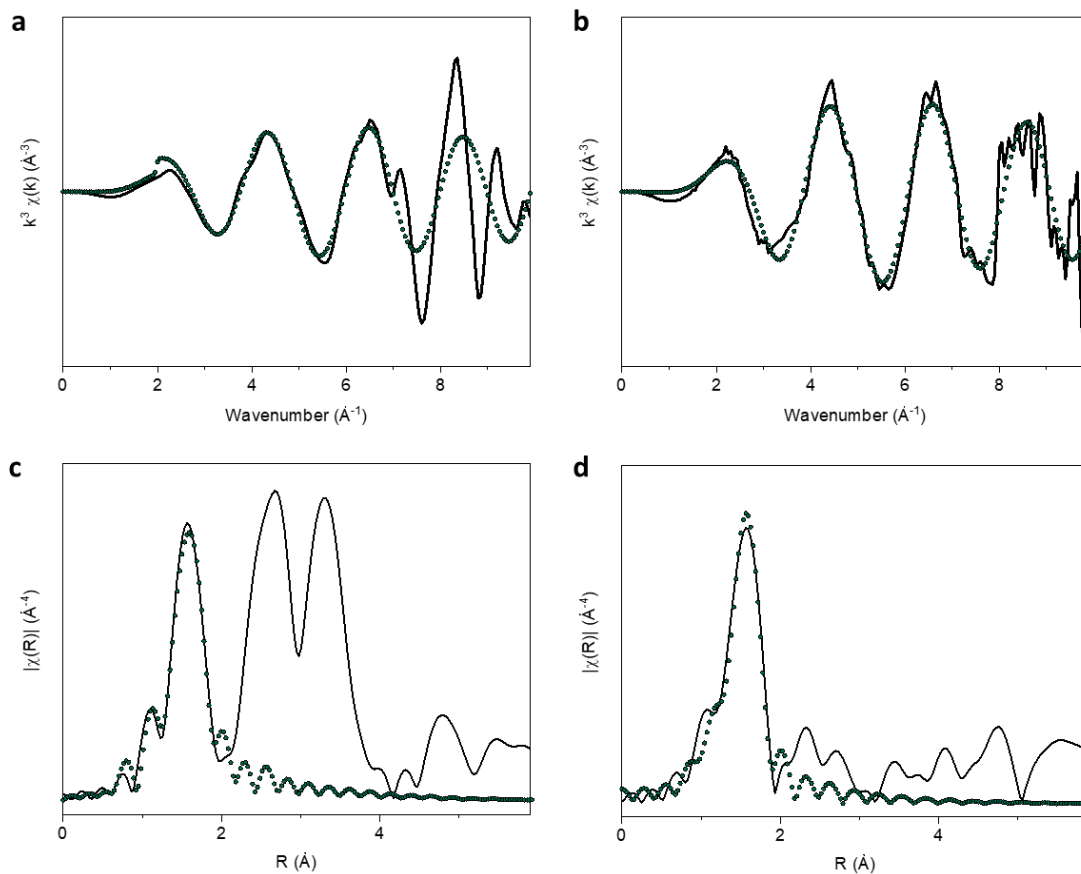 a
b
k³ χ(k) (Å⁻³)
k³ χ(k) (Å⁻³)
0 2 4 6 8
0 2 4 6 8
Wavenumber (Å⁻¹)
Wavenumber (Å⁻¹)
c
d
|χ(R)| (Å⁻⁴)
|χ(R)| (Å⁻⁴)
0 2 4
0 2 4
R (Å)
R (Å)